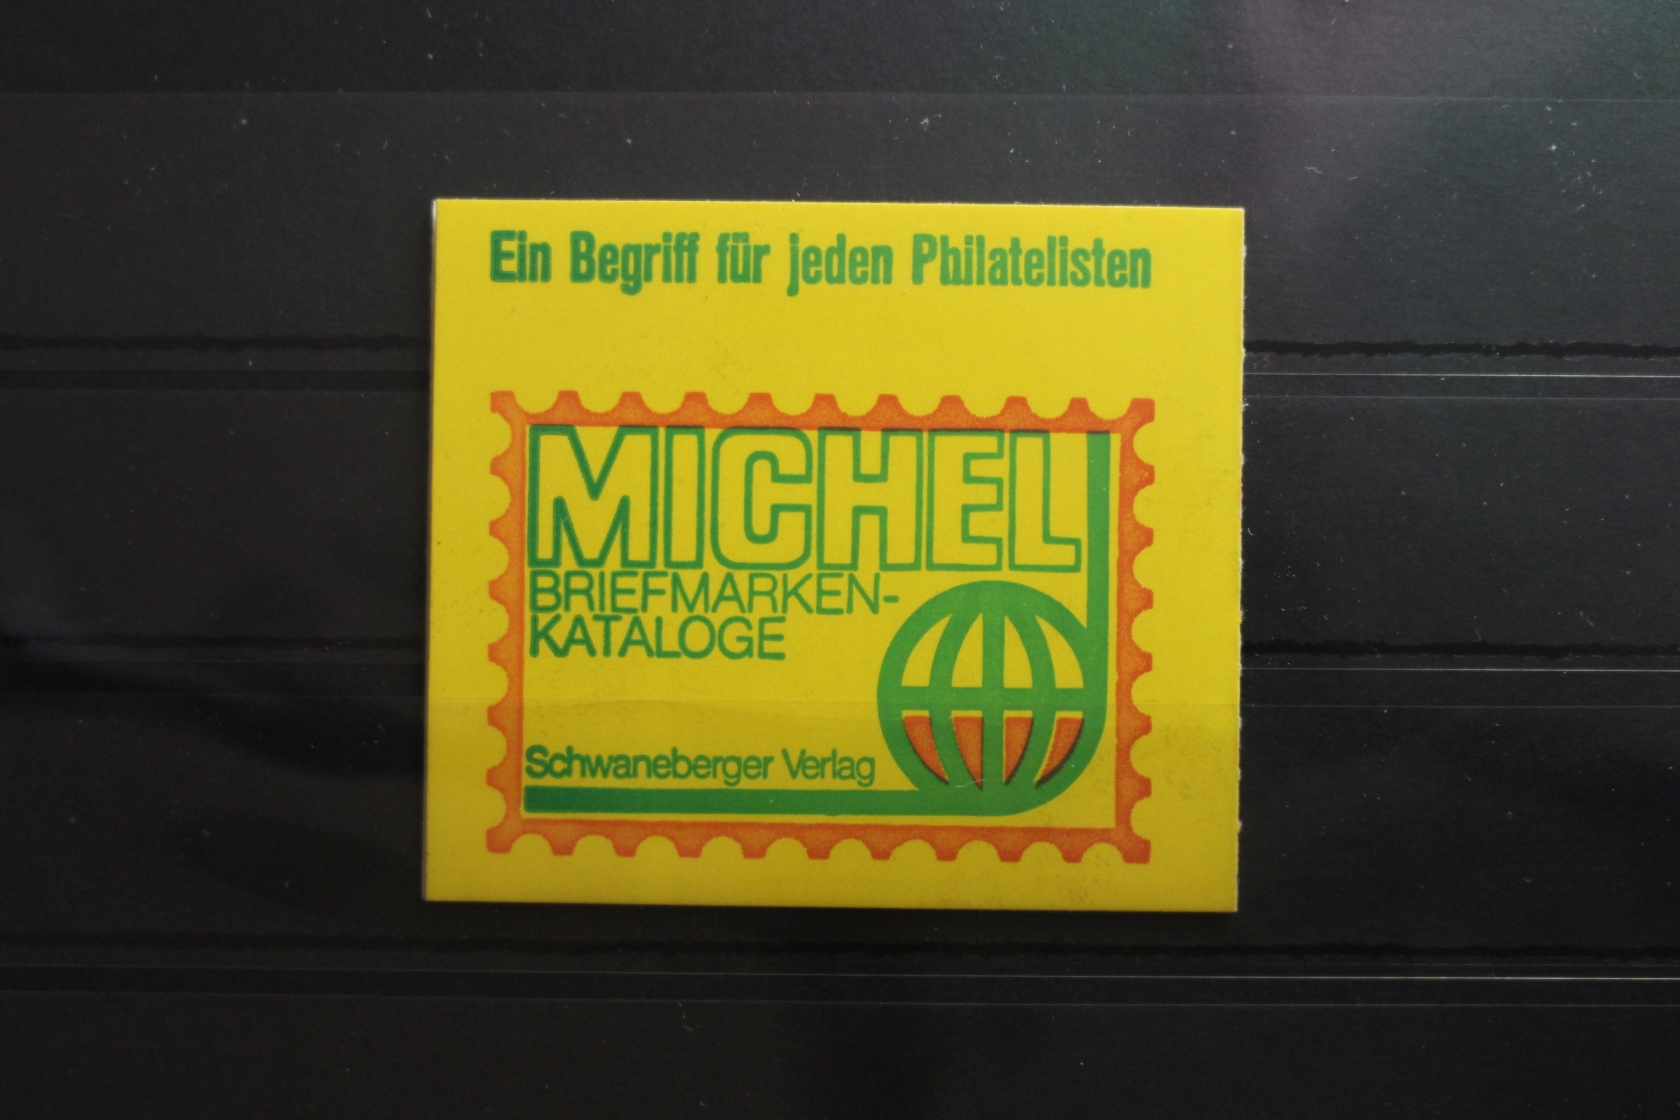 Ein Begriff für jeden Philatelisten
MICHEL
BRIEFMARKEN-
KATALOGE
Schwaneberger Verlag